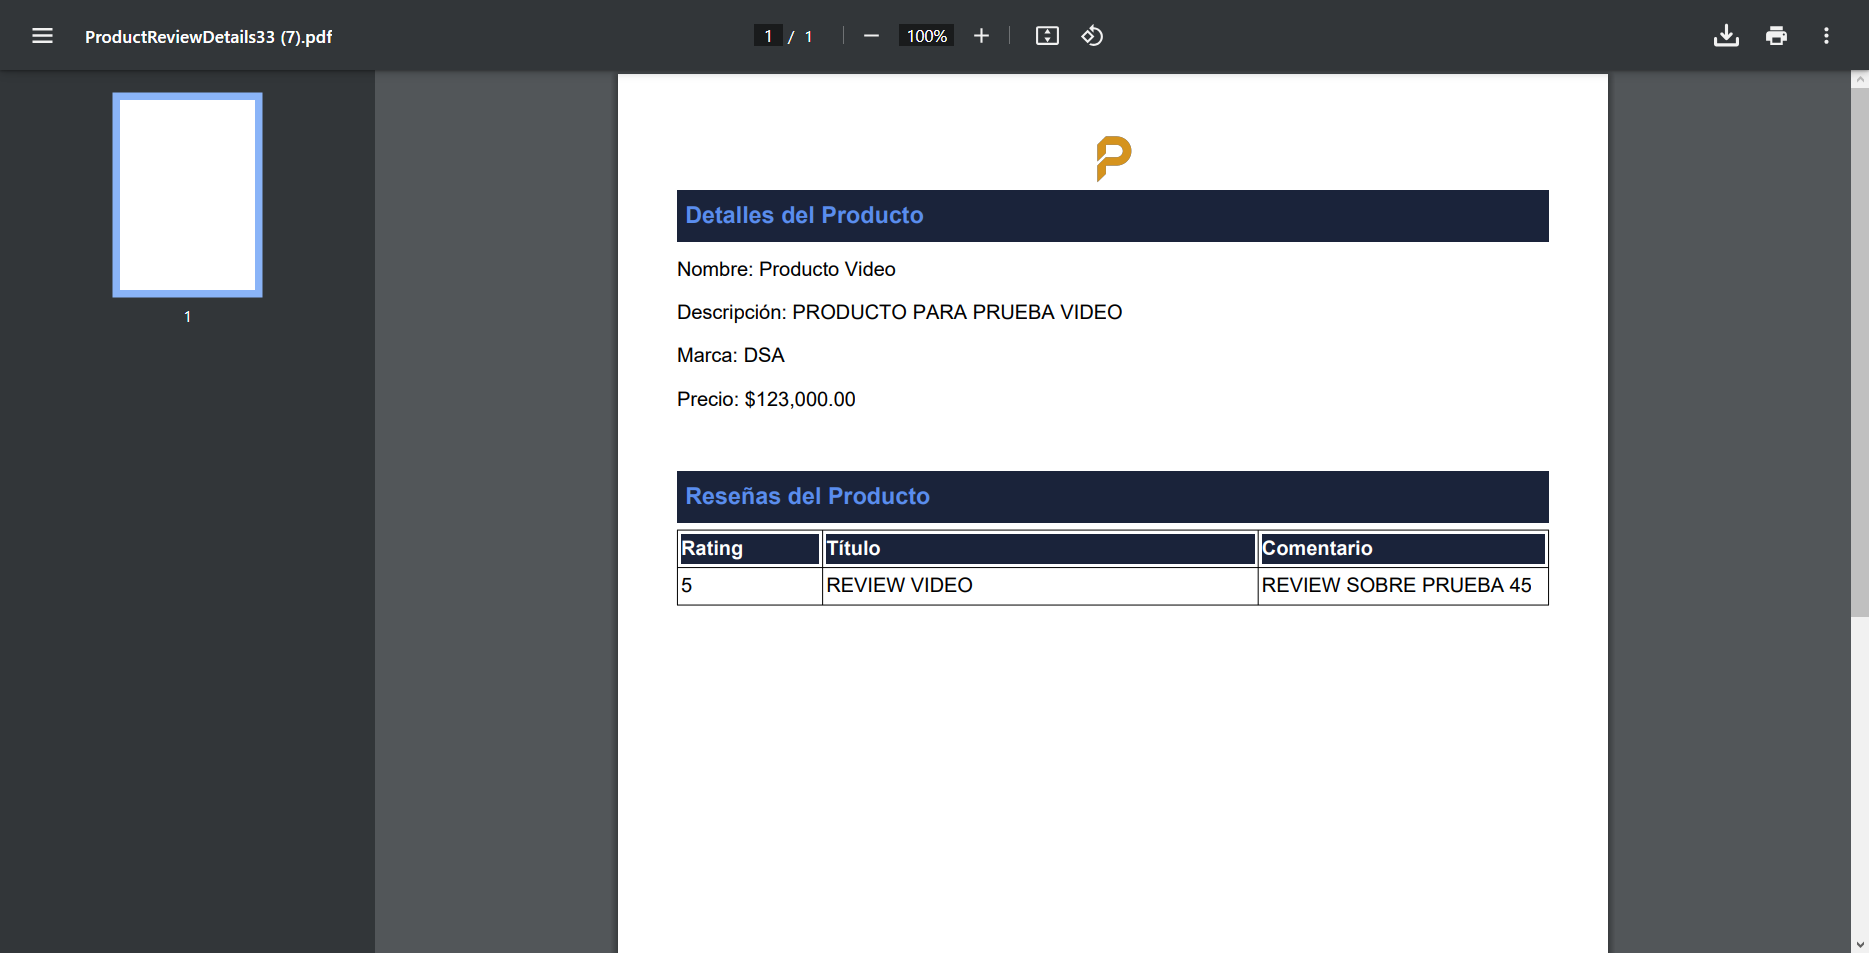 ProductReviewDetails33 (7).pdf
1 / 1
100%
1
Detalles del Producto
Nombre: Producto Video
Descripción: PRODUCTO PARA PRUEBA VIDEO
Marca: DSA
Precio: $123,000.00
Reseñas del Producto
Rating Título Comentario
5 REVIEW VIDEO REVIEW SOBRE PRUEBA 45